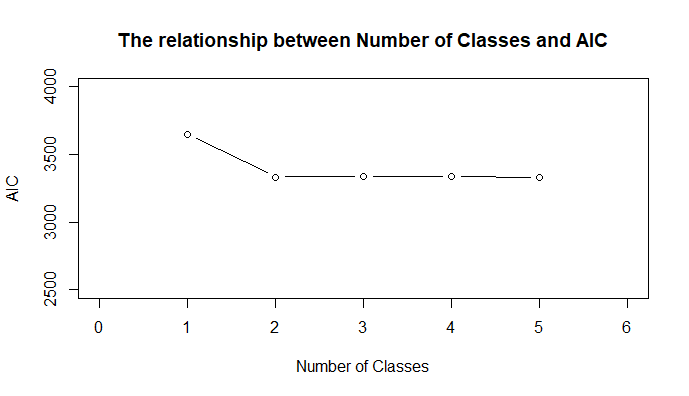 The relationship between Number of Classes and AIC
4000
3500
3000
2500
AIC
0 1 2 3 4 5 6
Number of Classes